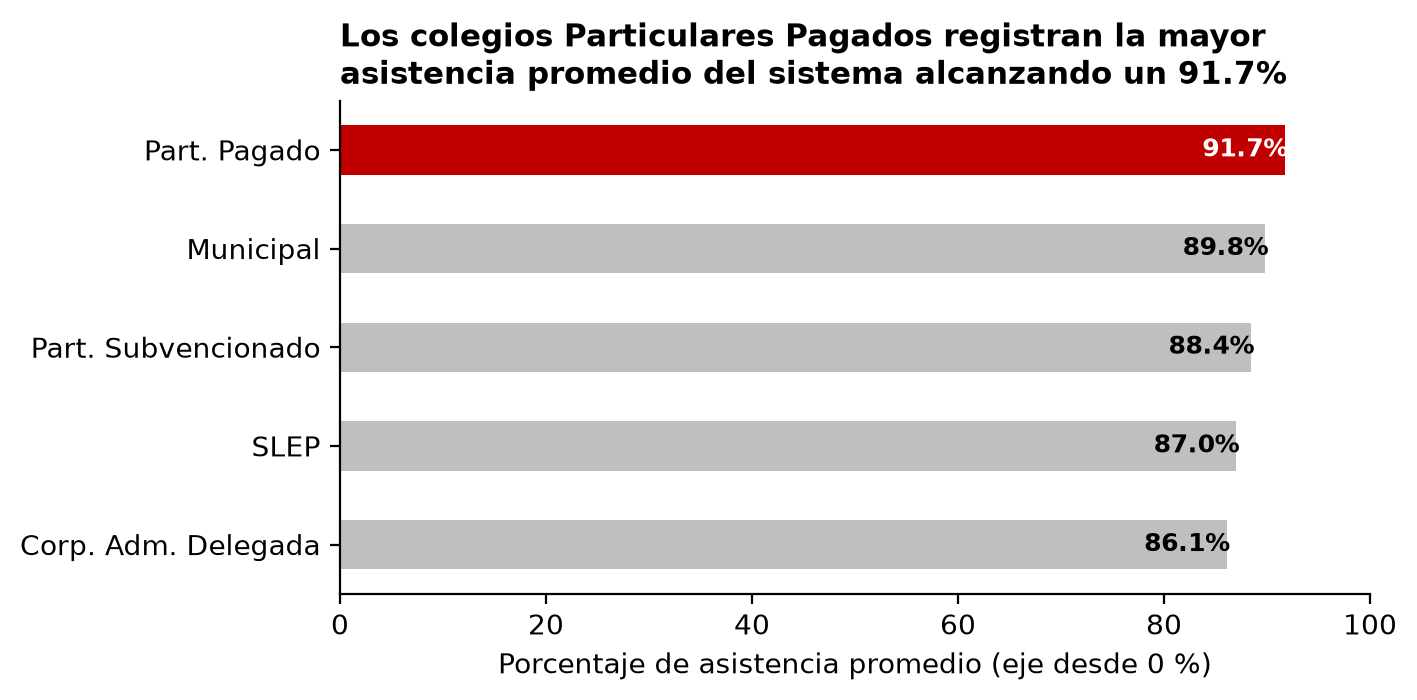 Los colegios Particulares Pagados registran la mayor
asistencia promedio del sistema alcanzando un 91.7%
Part. Pagado 91.7%
Municipal 89.8%
Part. Subvencionado 88.4%
SLEP 87.0%
Corp. Adm. Delegada 86.1%
0 20 40 60 80 100
Porcentaje de asistencia promedio (eje desde 0 %)